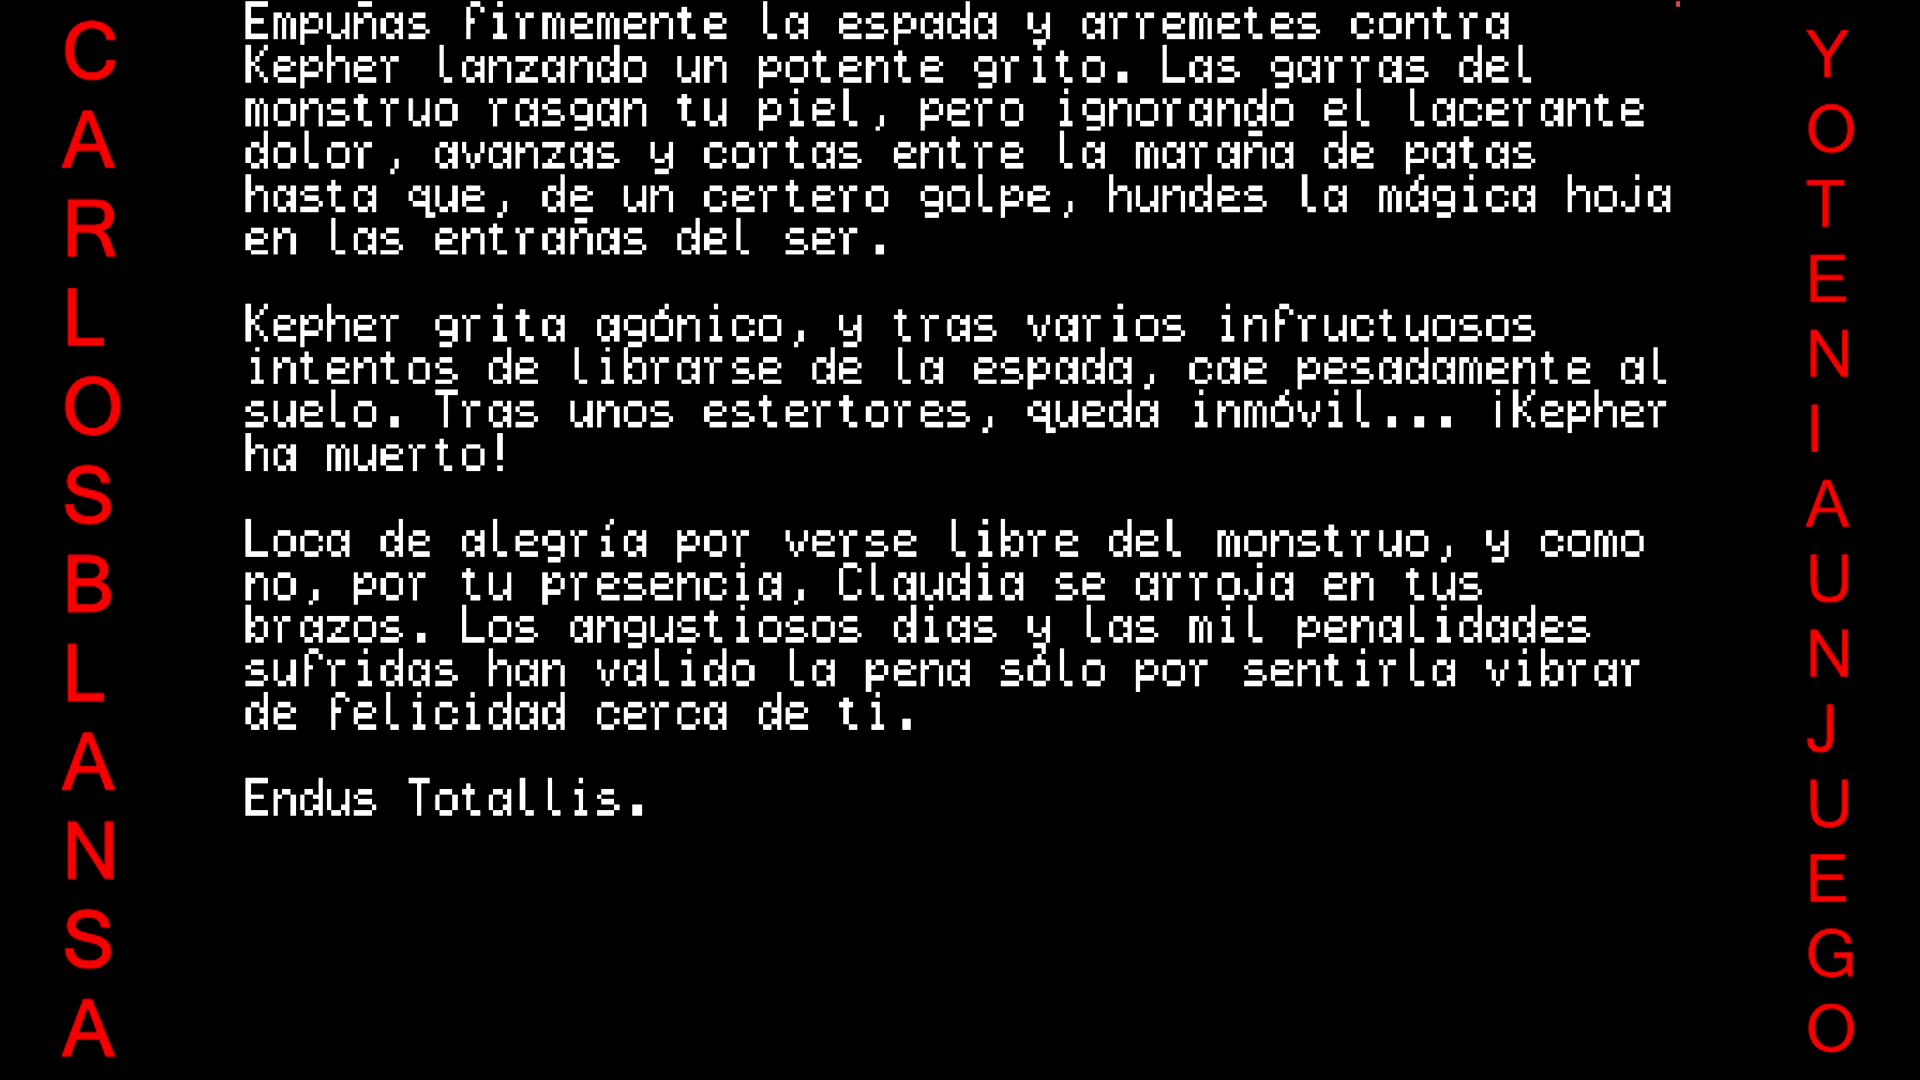 CARLOSBLANSA
Empuñas firmemente la espada y arremetes contra
Kepher lanzando un potente grito. Las garras del
monstruo rasgan tu piel, pero ignorando el lacerante
dolor, avanzas y cortas entre la maraña de patas
hasta que, de un certero golpe, hundes la mágica hoja
en las entrañas del ser.
Kepher grita agónico, y tras varios infructuosos
intentos de librarse de la espada, cae pesadamente al
suelo. Tras unos estertores, queda inmóvil... ¡Kepher
ha muerto!
Loca de alegría por verse libre del monstruo, y como
no, por tu presencia, Claudia se arroja en tus
brazos. Los angustiosos dias y las mil penalidades
sufridas han valido la pena sólo por sentirla vibrar
de felicidad cerca de ti.
Endus Totallis.
YOTENIAUNJUEGO